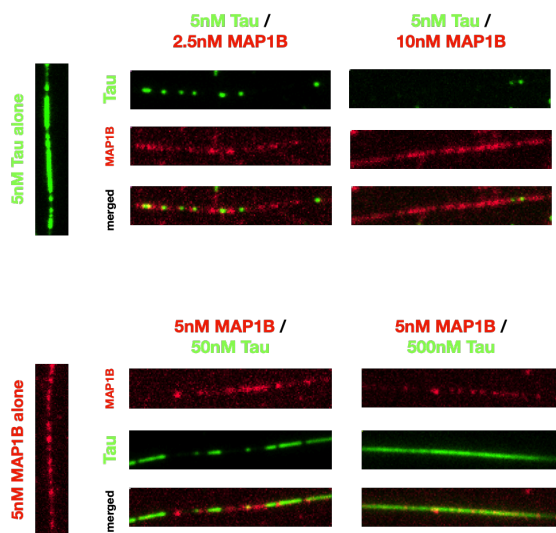 5nM Tau /
2.5nM MAP1B
5nM Tau /
10nM MAP1B
5nM Tau alone
Tau
MAP1B
merged
5nM MAP1B /
50nM Tau
5nM MAP1B /
500nM Tau
5nM MAP1B alone
MAP1B
Tau
merged